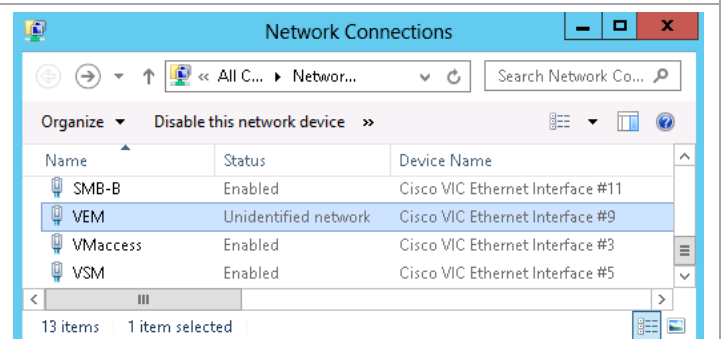 Network Connections
« All C... ▸ Networ...
Search Network Co...
Organize ▾ Disable this network device »
Name Status Device Name
SMB-B Enabled Cisco VIC Ethernet Interface #11
VEM Unidentified network Cisco VIC Ethernet Interface #9
VMaccess Enabled Cisco VIC Ethernet Interface #3
VSM Enabled Cisco VIC Ethernet Interface #5
13 items 1 item selected